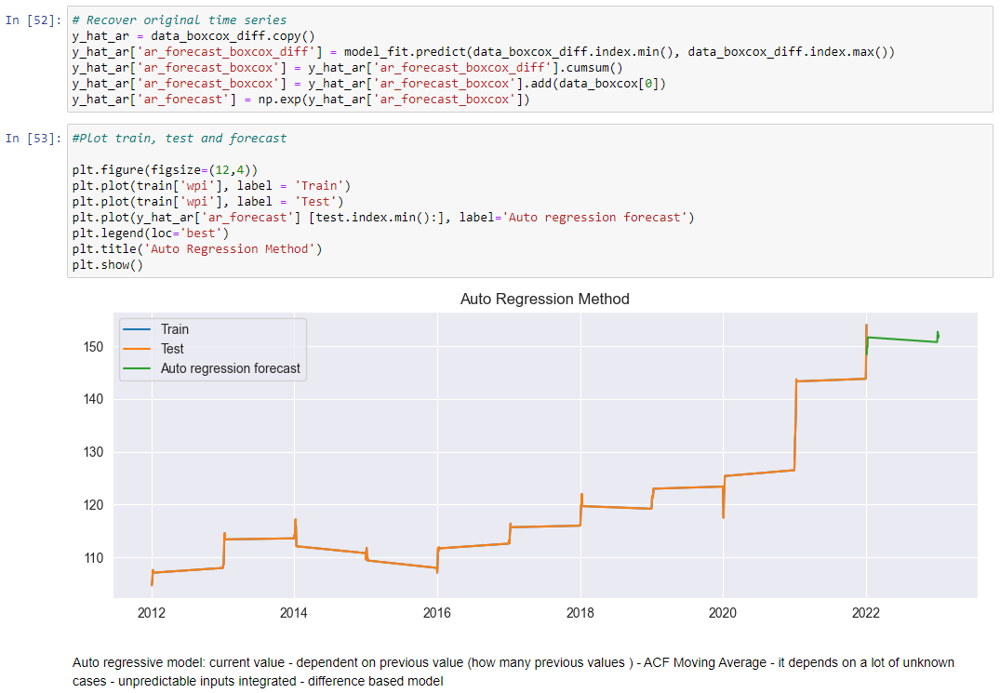 In [52]: # Recover original time series
y_hat_ar = data_boxcox_diff.copy()
y_hat_ar['ar_forecast_boxcox_diff'] = model_fit.predict(data_boxcox_diff.index.min(), data_boxcox_diff.index.max())
y_hat_ar['ar_forecast_boxcox'] = y_hat_ar['ar_forecast_boxcox_diff'].cumsum()
y_hat_ar['ar_forecast_boxcox'] = y_hat_ar['ar_forecast_boxcox'].add(data_boxcox[0])
y_hat_ar['ar_forecast'] = np.exp(y_hat_ar['ar_forecast_boxcox'])
In [53]: #Plot train, test and forecast
plt.figure(figsize=(12,4))
plt.plot(train['wpi'], label = 'Train')
plt.plot(train['wpi'], label = 'Test')
plt.plot(y_hat_ar['ar_forecast'] [test.index.min():], label='Auto regression forecast')
plt.legend(loc='best')
plt.title('Auto Regression Method')
plt.show()
Auto Regression Method
Train
Test
Auto regression forecast
150
140
130
120
110
2012 2014 2016 2018 2020 2022
Auto regressive model: current value - dependent on previous value (how many previous values ) - ACF Moving Average - it depends on a lot of unknown
cases - unpredictable inputs integrated - difference based model